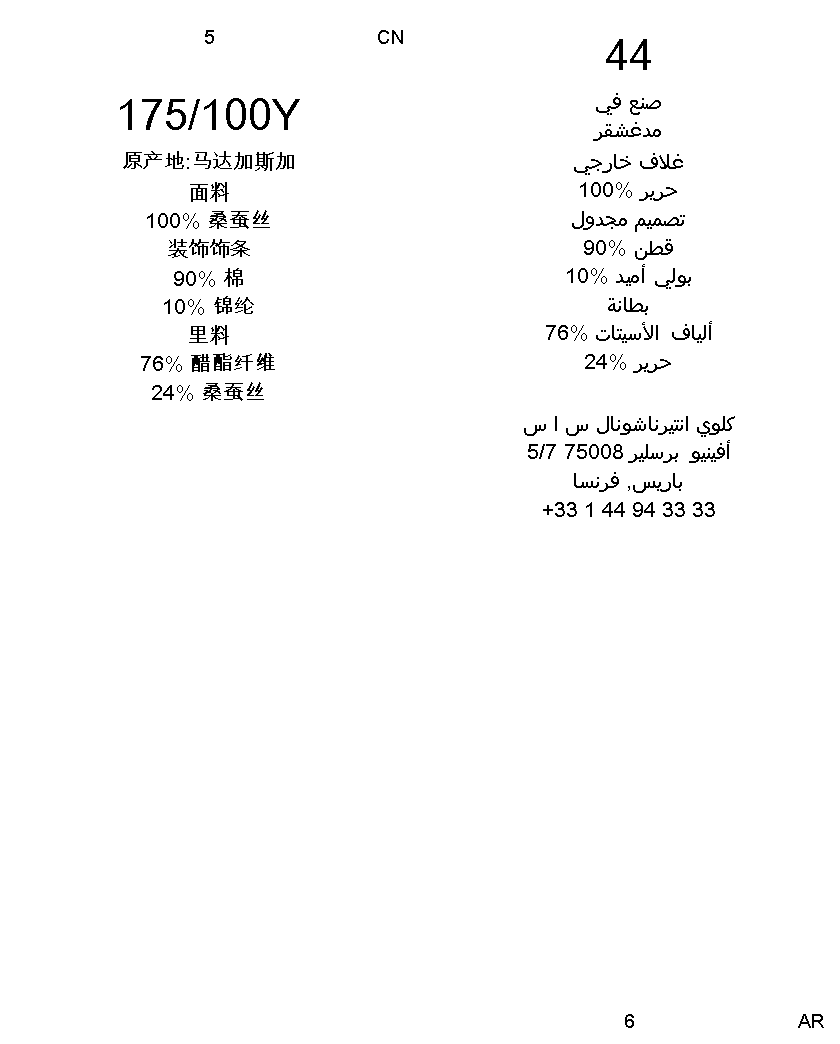 5
CN
175/100Y
原产地:马达加斯加
面料
100% 桑蚕丝
装饰饰条
90% 棉
10% 锦纶
里料
76% 醋酯纤维
24% 桑蚕丝
44
صنع في
مدغشقر
غلاف خارجي
100% حرير
تصميم مجدول
90% قطن
10% بولي أميد
بطانة
76% ألياف الأسيتات
24% حرير
كلوي انتيرناشونال س ا س
5/7 75008 أفينيو برسلير
باريس, فرنسا
+33 1 44 94 33 33
6
AR